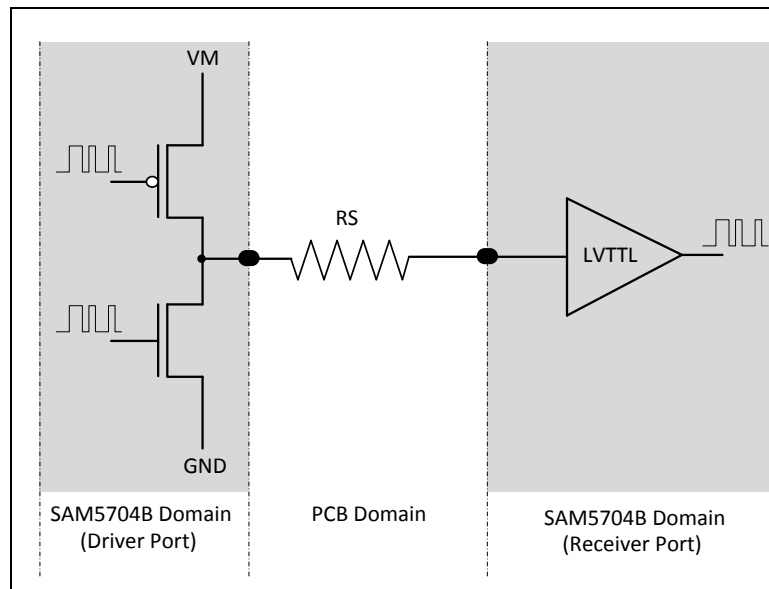 VM
RS
LVTTL
GND
SAM5704B Domain
(Driver Port)
PCB Domain
SAM5704B Domain
(Receiver Port)